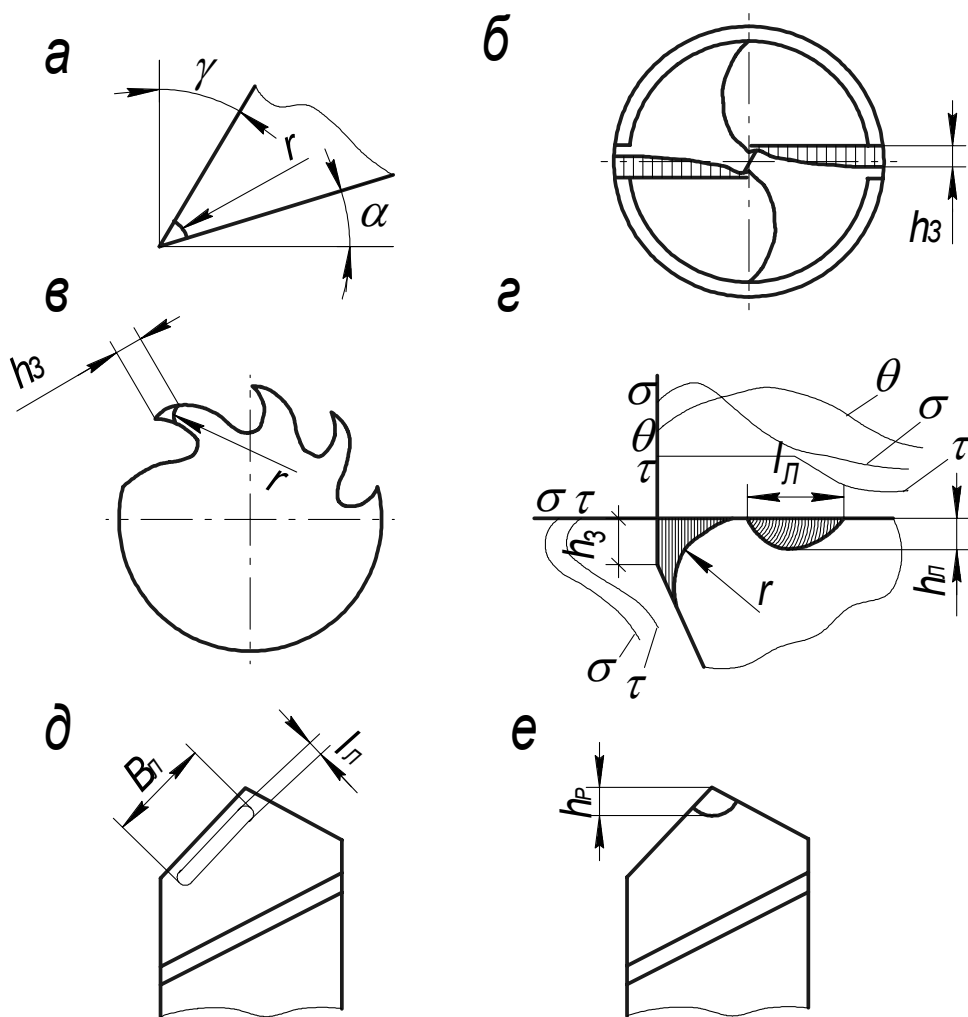 а
γ
r
α
б
hз
в
hз
r
г
σ
θ
τ
θ
σ
τ
lЛ
σ τ
hз
r
hЛ
σ τ
д
BЛ
lЛ
е
hР